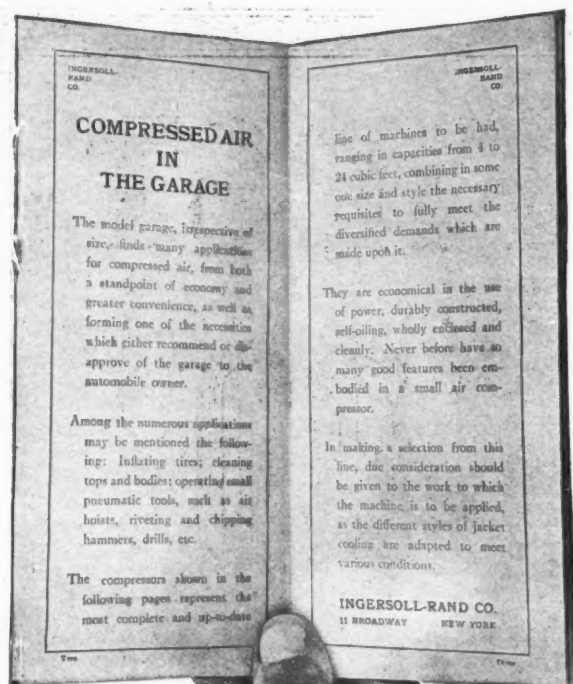 INGERSOLL-
RAND
CO.
COMPRESSED AIR
IN
THE GARAGE
The model garage, irrespective of
size, finds many applications
for compressed air, from both
a standpoint of economy and
greater convenience, as well as
forming one of the necessities
which either recommend or dis-
approve of the garage to the
automobile owner.
Among the numerous applications
may be mentioned the follow-
ing: Inflating tires; cleaning
tops and bodies; operating small
pneumatic tools, such as air
hoists, riveting and chipping
hammers, drills, etc.
The compressors shown in the
following pages represent the
most complete and up-to-date
Two
INGERSOLL-
RAND
CO.
line of machines to be had,
ranging in capacities from 4 to
24 cubic feet, combining in some
one size and style the necessary
requisites to fully meet the
diversified demands which are
made upon it.
They are economical in the use
of power, durably constructed,
self-oiling, wholly enclosed and
cleanly. Never before have so
many good features been em-
bodied in a small air com-
pressor.
In making a selection from this
line, due consideration should
be given to the work to which
the machine is to be applied,
as the different styles of jacket
cooling are adapted to meet
various conditions.
INGERSOLL-RAND CO.
11 BROADWAY NEW YORK
Three